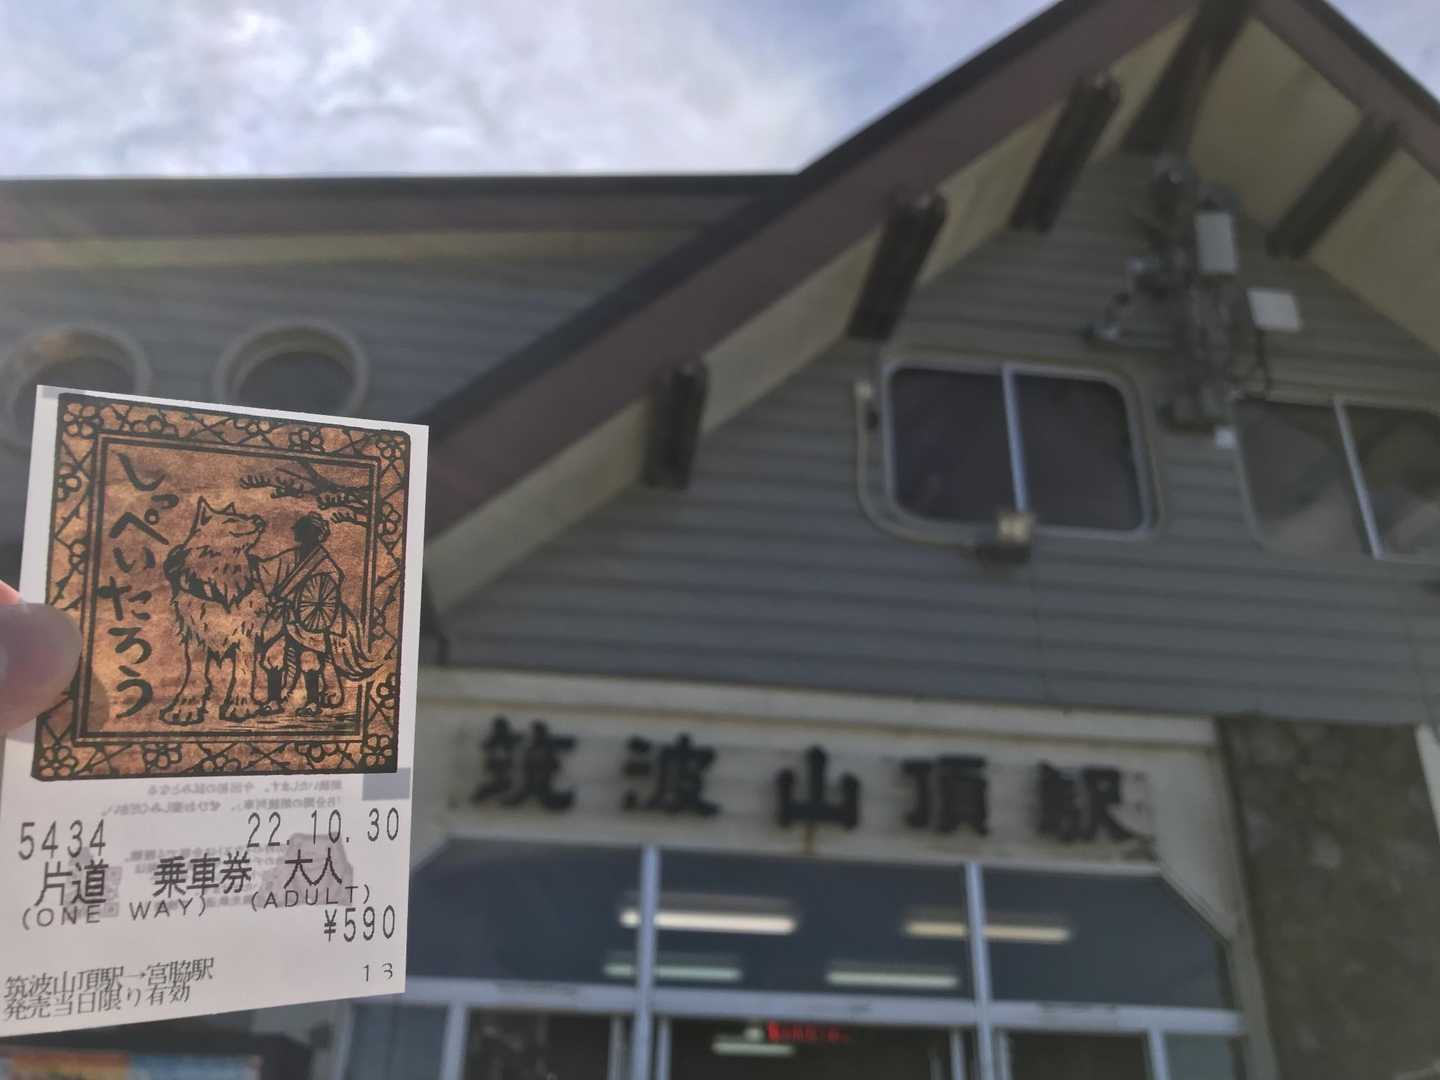 しっぺいたろう
5434 22.10.30
片道 乗車券 大人
(ONE WAY) (ADULT)
¥590
筑波山頂駅→宮脇駅 13
発売当日限り有効
筑波山頂駅